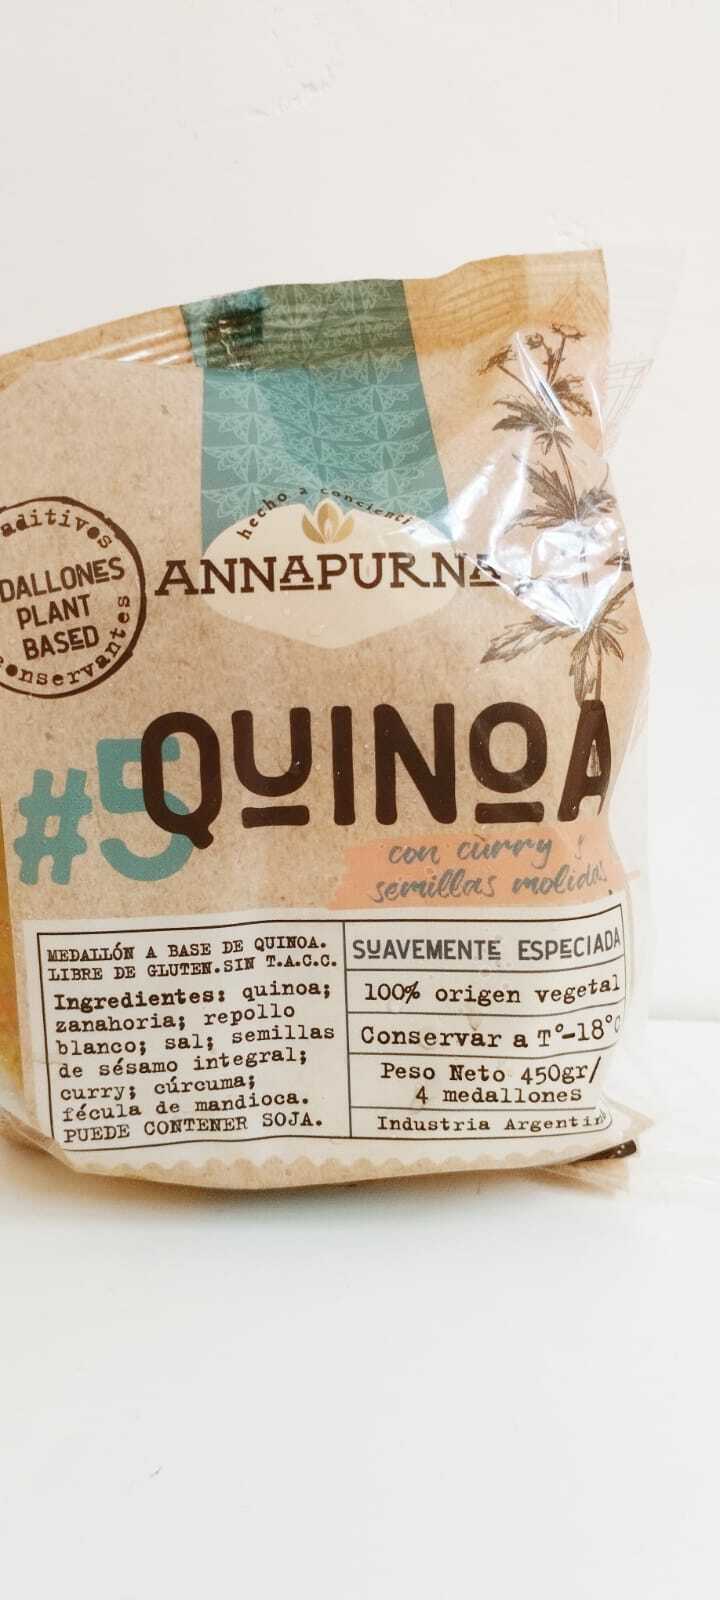 hecho a concienci
ANNAPURNA
aditivos
DALLONES
PLANT
BASED
conservantes
#5 QUINOA
con curry y
semillas molidas
MEDALLÓN A BASE DE QUINOA.
LIBRE DE GLUTEN.SIN T.A.C.C.
Ingredientes: quinoa;
zanahoria; repollo
blanco; sal; semillas
de sésamo integral;
curry; cúrcuma;
fécula de mandioca.
PUEDE CONTENER SOJA.
SUAVEMENTE ESPECIADA
100% origen vegetal
Conservar a T°-18°C
Peso Neto 450gr/
4 medallones
Industria Argentin